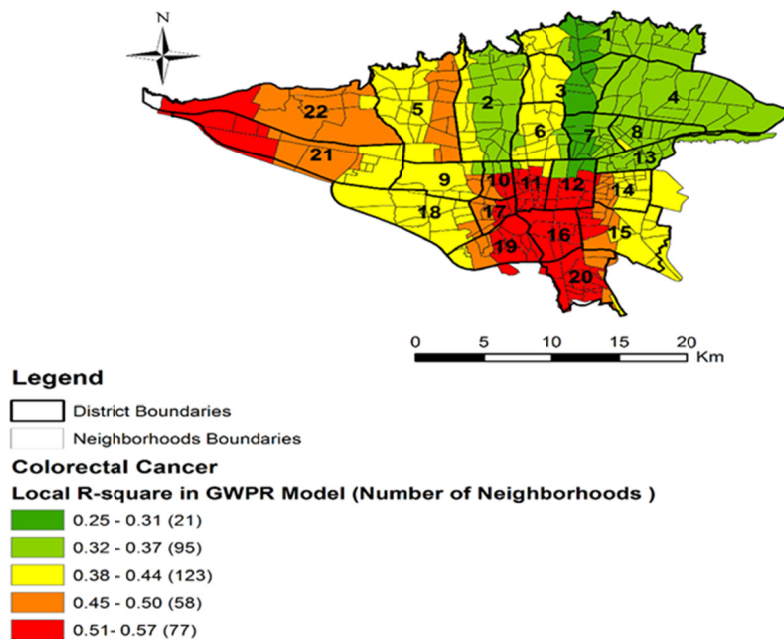 N
1
2
3
4
5
6
7
8
9
10
11
12
13
14
15
16
17
18
19
20
21
22
0 5 10 15 20
Km
Legend
District Boundaries
Neighborhoods Boundaries
Colorectal Cancer
Local R-square in GWPR Model (Number of Neighborhoods )
0.25 - 0.31 (21)
0.32 - 0.37 (95)
0.38 - 0.44 (123)
0.45 - 0.50 (58)
0.51- 0.57 (77)